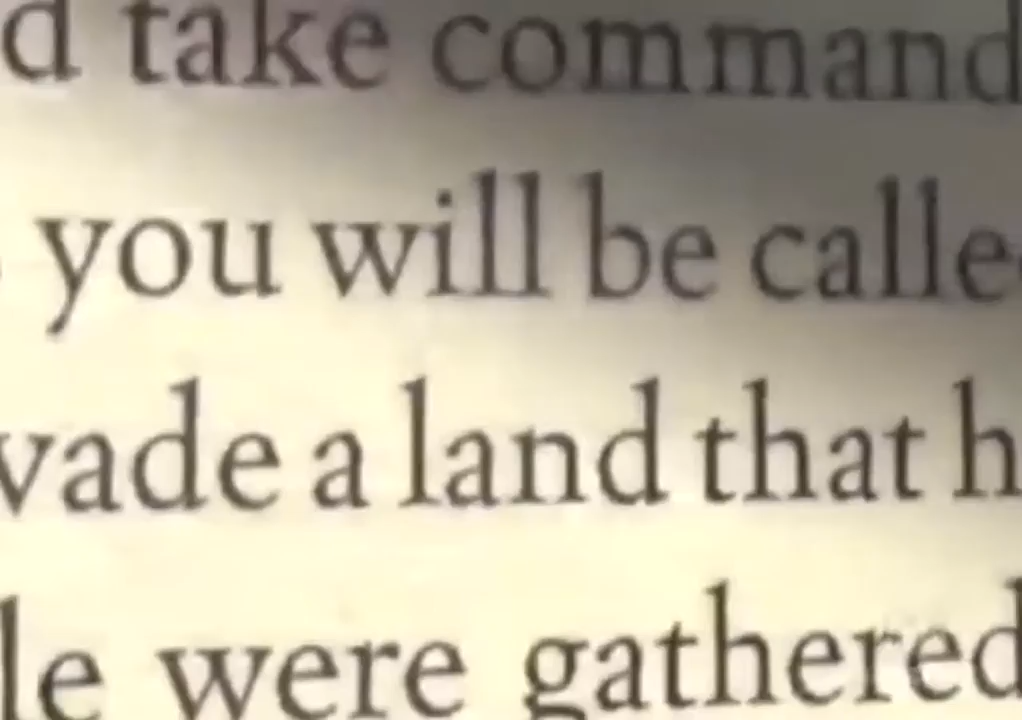 d take command
you will be calle
vade a land that h
le were gathered